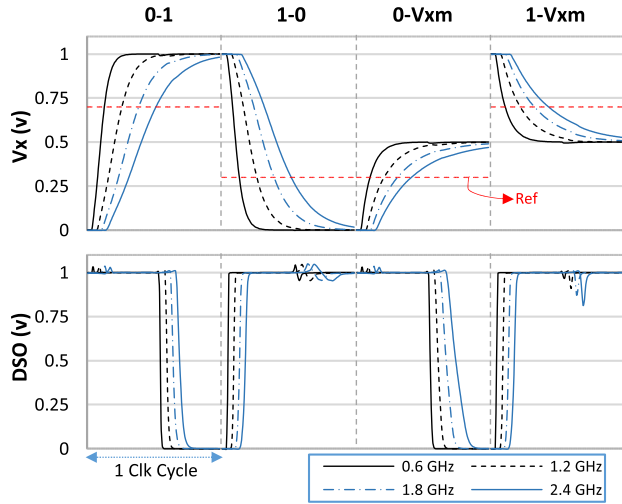 0-1 1-0 0-Vxm 1-Vxm
Vx (v)
1
0.75
0.5
0.25
0
Ref
DSO (v)
1
0.75
0.5
0.25
0
1 Clk Cycle
0.6 GHz 1.2 GHz
1.8 GHz 2.4 GHz